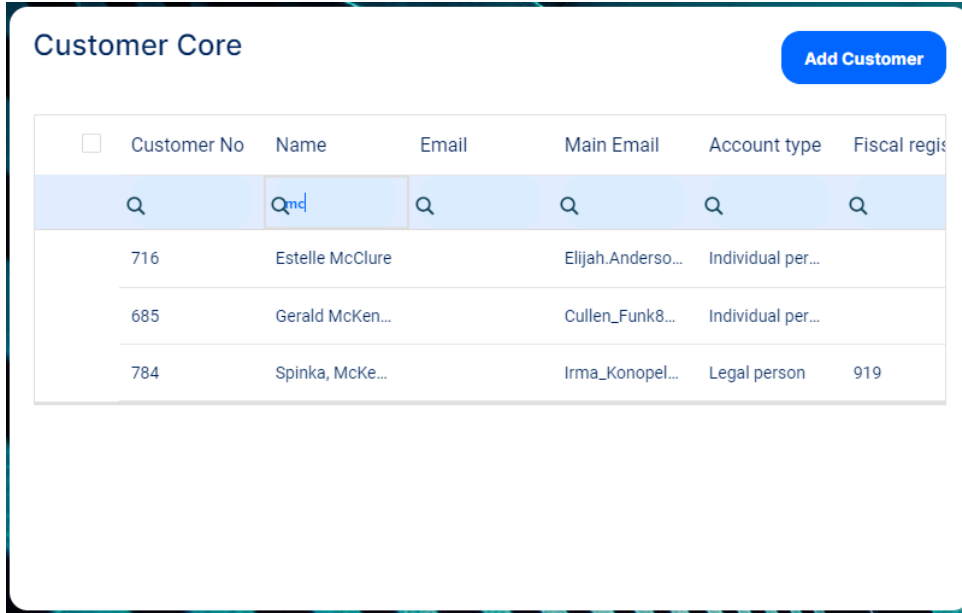 Customer Core
Add Customer
Customer No Name Email Main Email Account type Fiscal regis
mc
716 Estelle McClure Elijah.Anderso... Individual per...
685 Gerald McKen... Cullen_Funk8... Individual per...
784 Spinka, McKe... Irma_Konopel... Legal person 919